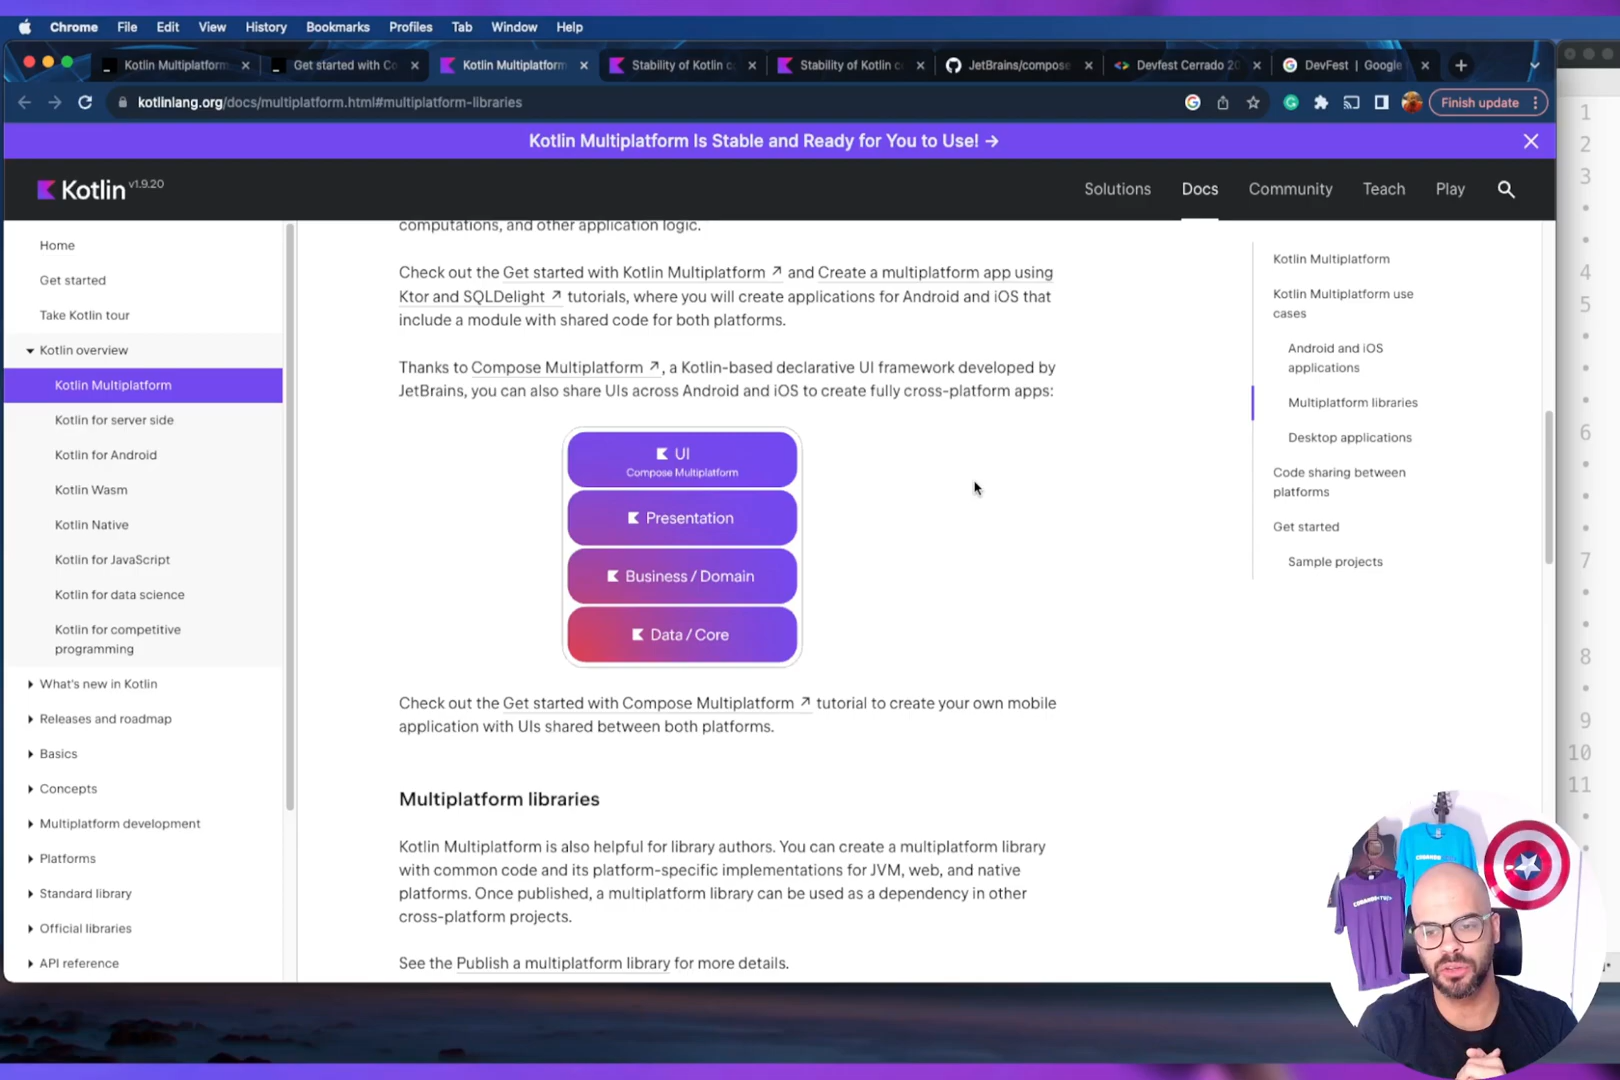 Chrome File Edit View History Bookmarks Profiles Tab Window Help
Kotlin Multiplatform
Get started with Co
Kotlin Multiplatform
Stability of Kotlin c
Stability of Kotlin c
JetBrains/compose
Devfest Cerrado 20
DevFest | Google
kotlinlang.org/docs/multiplatform.html#multiplatform-libraries
Finish update
Kotlin Multiplatform Is Stable and Ready for You to Use! →
Kotlin v1.9.20
Solutions Docs Community Teach Play
Home
Get started
Take Kotlin tour
Kotlin overview
Kotlin Multiplatform
Kotlin for server side
Kotlin for Android
Kotlin Wasm
Kotlin Native
Kotlin for JavaScript
Kotlin for data science
Kotlin for competitive
programming
What's new in Kotlin
Releases and roadmap
Basics
Concepts
Multiplatform development
Platforms
Standard library
Official libraries
API reference
computations, and other application logic.
Check out the Get started with Kotlin Multiplatform ↗ and Create a multiplatform app using
Ktor and SQLDelight ↗ tutorials, where you will create applications for Android and iOS that
include a module with shared code for both platforms.
Thanks to Compose Multiplatform ↗, a Kotlin-based declarative UI framework developed by
JetBrains, you can also share UIs across Android and iOS to create fully cross-platform apps:
UI
Compose Multiplatform
Presentation
Business / Domain
Data / Core
Check out the Get started with Compose Multiplatform ↗ tutorial to create your own mobile
application with UIs shared between both platforms.
Multiplatform libraries
Kotlin Multiplatform is also helpful for library authors. You can create a multiplatform library
with common code and its platform-specific implementations for JVM, web, and native
platforms. Once published, a multiplatform library can be used as a dependency in other
cross-platform projects.
See the Publish a multiplatform library for more details.
Kotlin Multiplatform
Kotlin Multiplatform use
cases
Android and iOS
applications
Multiplatform libraries
Desktop applications
Code sharing between
platforms
Get started
Sample projects
1
2
3
4
5
6
7
8
9
10
11